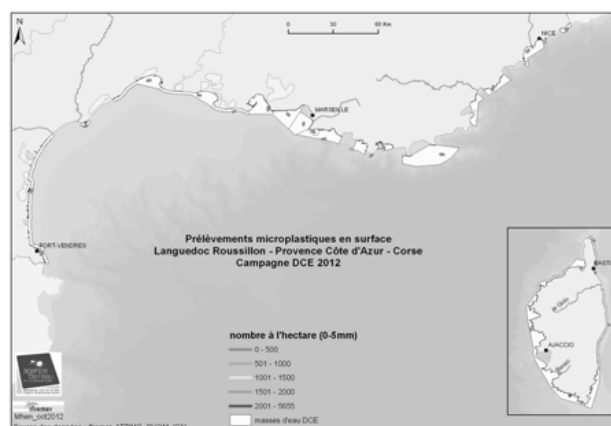 N
0 30 60 Km
NICE
MARSEILLE
PORT-VENDRES
Prélèvements microplastiques en surface
Languedoc Roussillon - Provence Côte d'Azur - Corse
Campagne DCE 2012
BASTI
AJACCIO
nombre à l'hectare (0-5mm)
0 - 500
501 - 1000
1001 - 1500
1501 - 2000
2001 - 5655
masses d'eau DCE
Ifremer
Mhen_oct2012